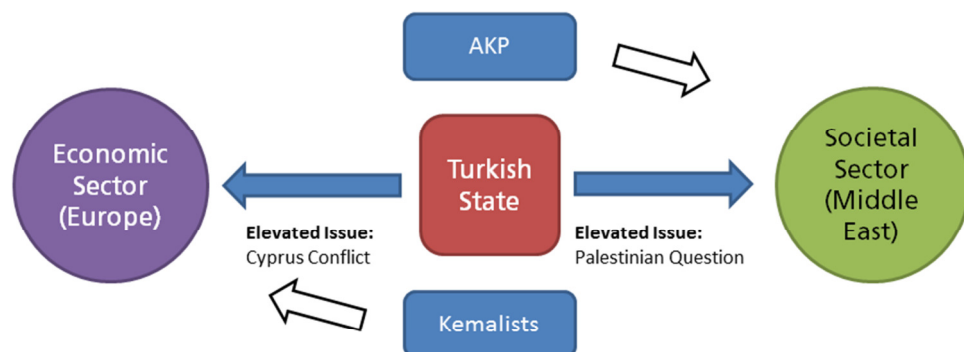 AKP
Economic
Sector
(Europe)
Turkish
State
Societal
Sector
(Middle
East)
Elevated Issue:
Cyprus Conflict
Elevated Issue:
Palestinian Question
Kemalists